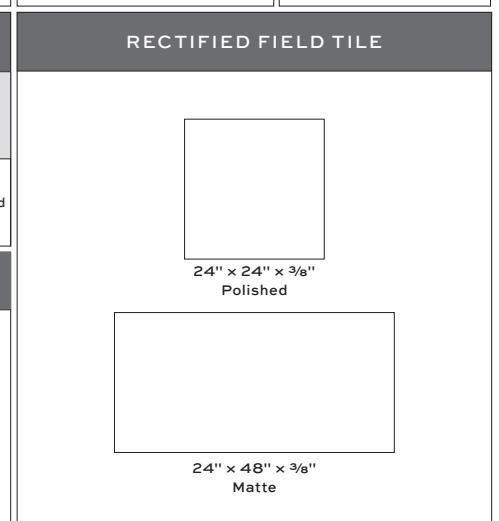 RECTIFIED FIELD TILE
d
24" x 24" x ⅜"
Polished
24" x 48" x ⅜"
Matte